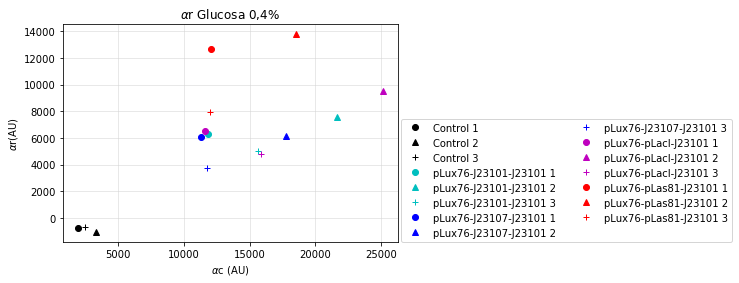 αr Glucosa 0,4%
αr(AU)
14000
12000
10000
8000
6000
4000
2000
0
5000 10000 15000 20000 25000
αc (AU)
Control 1
Control 2
Control 3
pLux76-J23101-J23101 1
pLux76-J23101-J23101 2
pLux76-J23101-J23101 3
pLux76-J23107-J23101 1
pLux76-J23107-J23101 2
pLux76-J23107-J23101 3
pLux76-pLacI-J23101 1
pLux76-pLacI-J23101 2
pLux76-pLacI-J23101 3
pLux76-pLas81-J23101 1
pLux76-pLas81-J23101 2
pLux76-pLas81-J23101 3